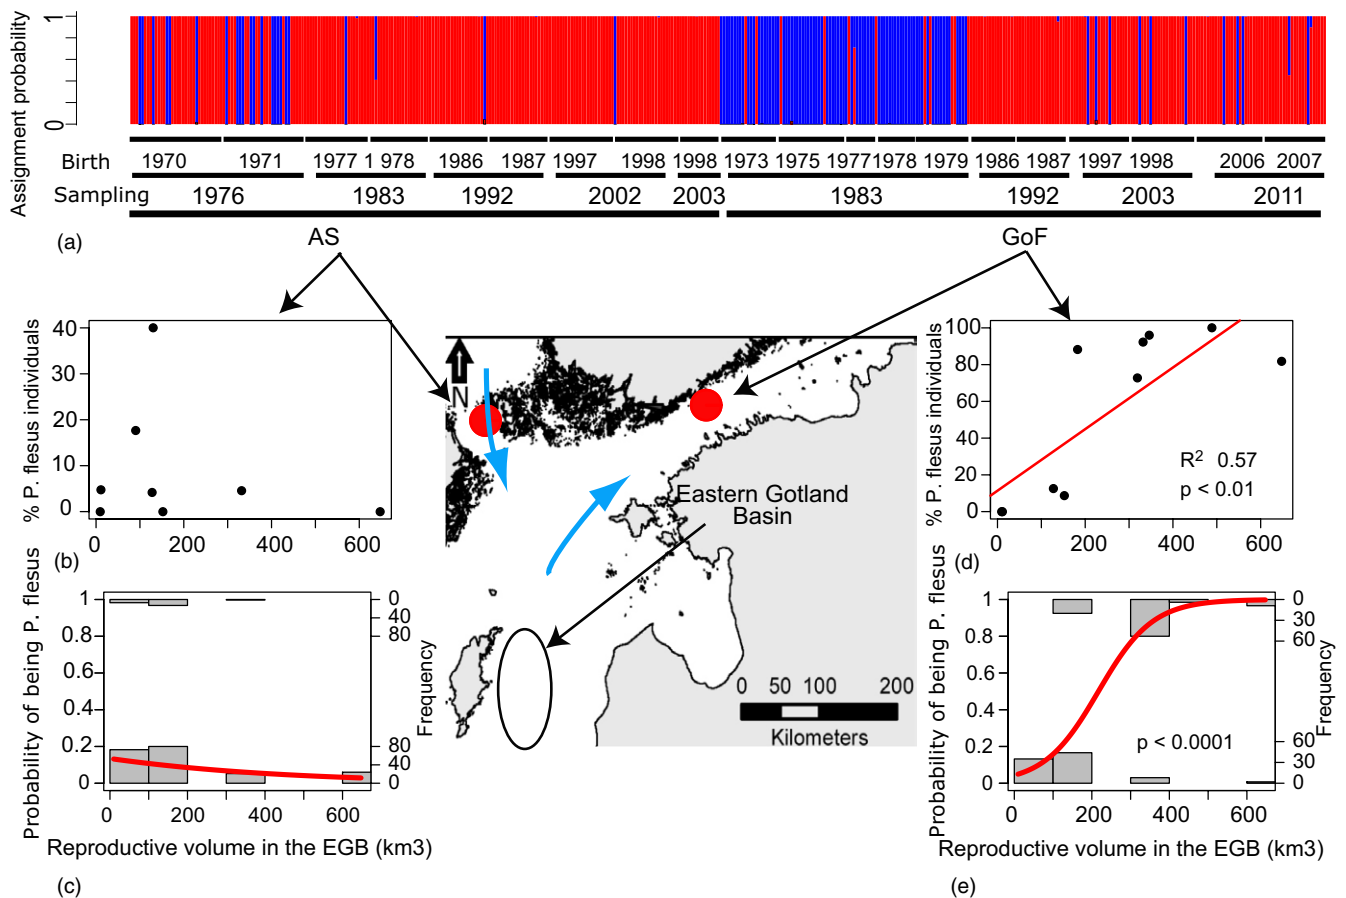 Assignment probability
1
0
Birth 1970 1971 1977 1 978 1986 1987 1997 1998 1998 1973 1975 1977 1978 1979 1986 1987 1997 1998 2006 2007
Sampling 1976 1983 1992 2002 2003 1983 1992 2003 2011
(a)
AS
GoF
% P. flesus individuals
40
30
20
10
0
0 200 400 600
(b)
N
Eastern Gotland
Basin
0 50 100 200
Kilometers
% P. flesus individuals
100
80
60
40
20
0
R2 0.57
p < 0.01
0 200 400 600
(d)
Probability of being P. flesus
1
0.8
0.6
0.4
0.2
0
0
40
80
80
40
0
Frequency
0 200 400 600
Reproductive volume in the EGB (km3)
(c)
Probability of being P. flesus
1
0.8
0.6
0.4
0.2
0
0
30
60
60
30
0
Frequency
p < 0.0001
0 200 400 600
Reproductive volume in the EGB (km3)
(e)